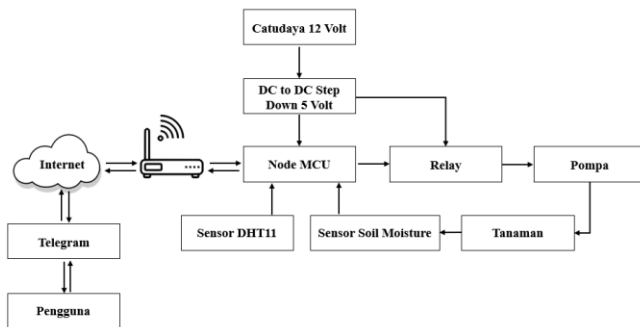 Catudaya 12 Volt
DC to DC Step
Down 5 Volt
Internet
Node MCU
Relay
Pompa
Telegram
Sensor DHT11
Sensor Soil Moisture
Tanaman
Pengguna